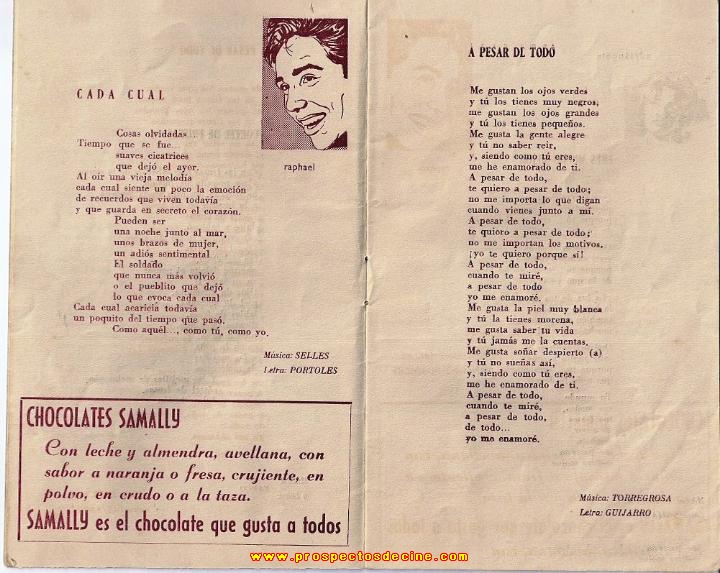 CADA CUAL
raphael
Cosas olvidadas.
Tiempo que se fue...
suaves cicatrices
que dejó el ayer.
Al oír una vieja melodía
cada cual siente un poco la emoción
de recuerdos que viven todavía
y que guarda en secreto el corazón.
Pueden ser
una noche junto al mar,
unos brazos de mujer,
un adiós sentimental
El soldado
que nunca más volvió
o el pueblito que dejó
lo que evoca cada cual
Cada cual acaricia todavía
un poquito del tiempo que pasó.
Como aquél..., como tú, como yo.
Música: SELLES
Letra: PORTOLES
CHOCOLATES SAMALLY
Con leche y almendra, avellana, con
sabor a naranja o fresa, crujiente, en
polvo, en crudo o a la taza.
SAMALLY es el chocolate que gusta a todos
A PESAR DE TODO
Me gustan los ojos verdes
y tú los tienes muy negros;
me gustan los ojos grandes
y tú los tienes pequeños.
Me gusta la gente alegre
y tú no saber reír,
y, siendo como tú eres,
me he enamorado de ti.
A pesar de todo,
te quiero a pesar de todo;
no me importa lo que digan
cuando vienes junto a mí.
A pesar de todo,
te quiero a pesar de todo;
no me importan los motivos.
¡yo te quiero porque sí!
A pesar de todo,
cuando te miré,
a pesar de todo
yo me enamoré.
Me gusta la piel muy blanca
y tú la tienes morena,
me gusta saber tu vida
y tú jamás me la cuentas.
Me gusta soñar despierto (a)
y tú no sueñas así,
y, siendo como tú eres,
me he enamorado de ti.
A pesar de todo,
cuando te miré,
a pesar de todo,
de todo...
yo me enamoré.
Música: TORREGROSA
Letra: GUIJARRO
www.prospectosdecine.com